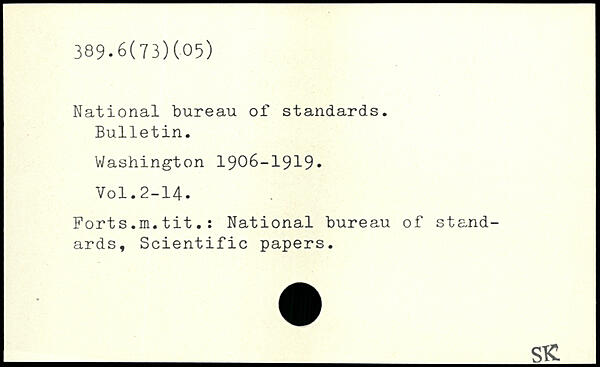 389.6(73)(05)
National bureau of standards.
Bulletin.
Washington 1906-1919.
Vol.2-14.
Forts.m.tit.: National bureau of stand-
ards, Scientific papers.
SK